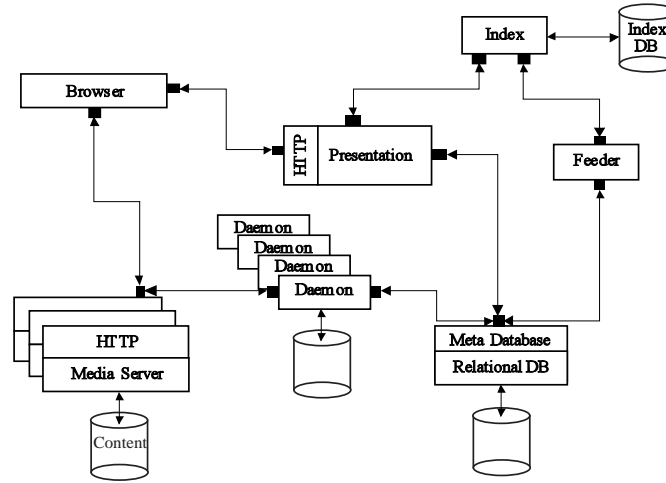 Index
Index
DB
Browser
HTTP
Presentation
Feeder
Daemon
Daemon
Daemon
Daemon
HTTP
Media Server
Meta Database
Relational DB
Content